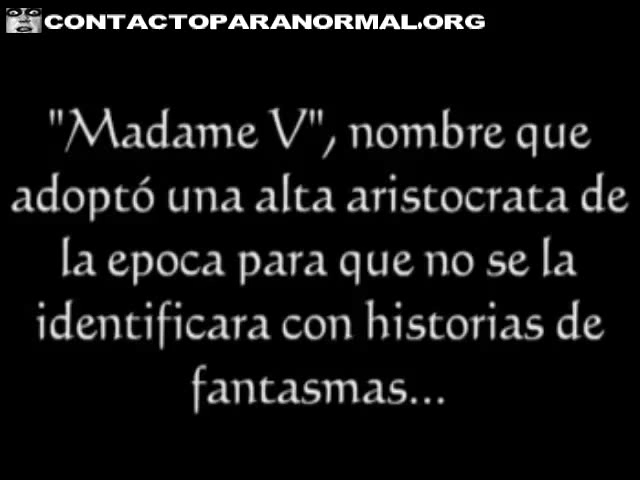 CONTACTOPARANORMAL.ORG
"Madame V", nombre que
adoptó una alta aristocrata de
la epoca para que no se la
identificara con historias de
fantasmas...